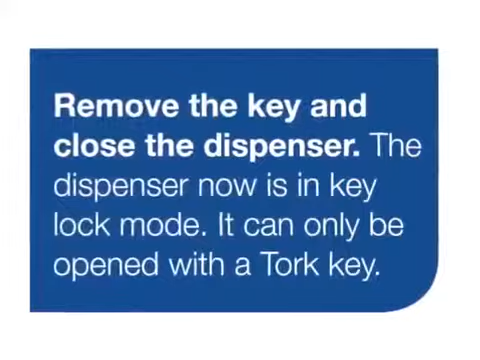 Remove the key and
close the dispenser. The
dispenser now is in key
lock mode. It can only be
opened with a Tork key.